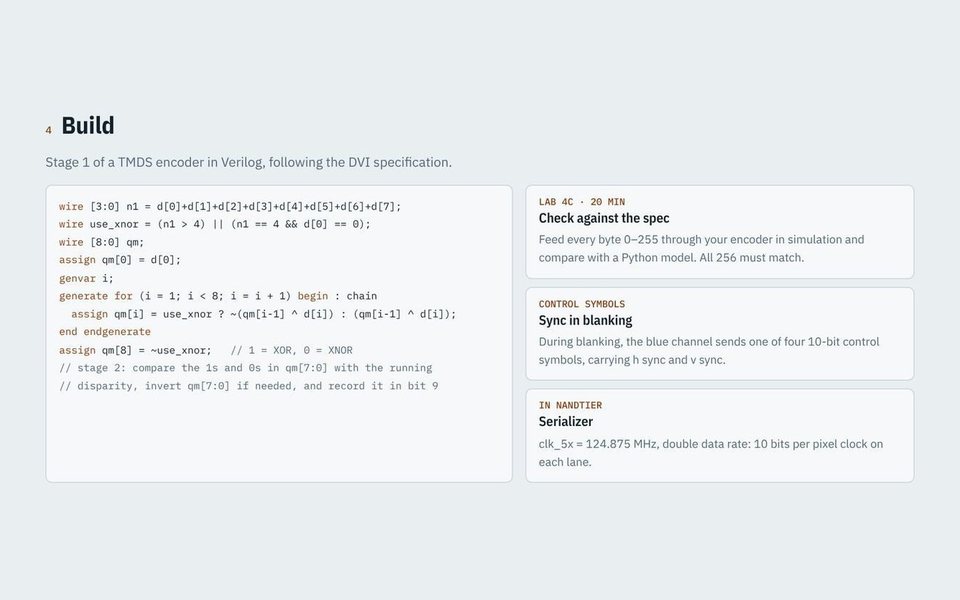 4 Build
Stage 1 of a TMDS encoder in Verilog, following the DVI specification.
wire [3:0] n1 = d[0]+d[1]+d[2]+d[3]+d[4]+d[5]+d[6]+d[7];
wire use_xnor = (n1 > 4) || (n1 == 4 && d[0] == 0);
wire [8:0] qm;
assign qm[0] = d[0];
genvar i;
generate for (i = 1; i < 8; i = i + 1) begin : chain
  assign qm[i] = use_xnor ? ~(qm[i-1] ^ d[i]) : (qm[i-1] ^ d[i]);
end endgenerate
assign qm[8] = ~use_xnor;   // 1 = XOR, 0 = XNOR
// stage 2: compare the 1s and 0s in qm[7:0] with the running
// disparity, invert qm[7:0] if needed, and record it in bit 9
LAB 4C · 20 MIN
Check against the spec
Feed every byte 0–255 through your encoder in simulation and
compare with a Python model. All 256 must match.
CONTROL SYMBOLS
Sync in blanking
During blanking, the blue channel sends one of four 10-bit control
symbols, carrying h sync and v sync.
IN NANDTIER
Serializer
clk_5x = 124.875 MHz, double data rate: 10 bits per pixel clock on
each lane.